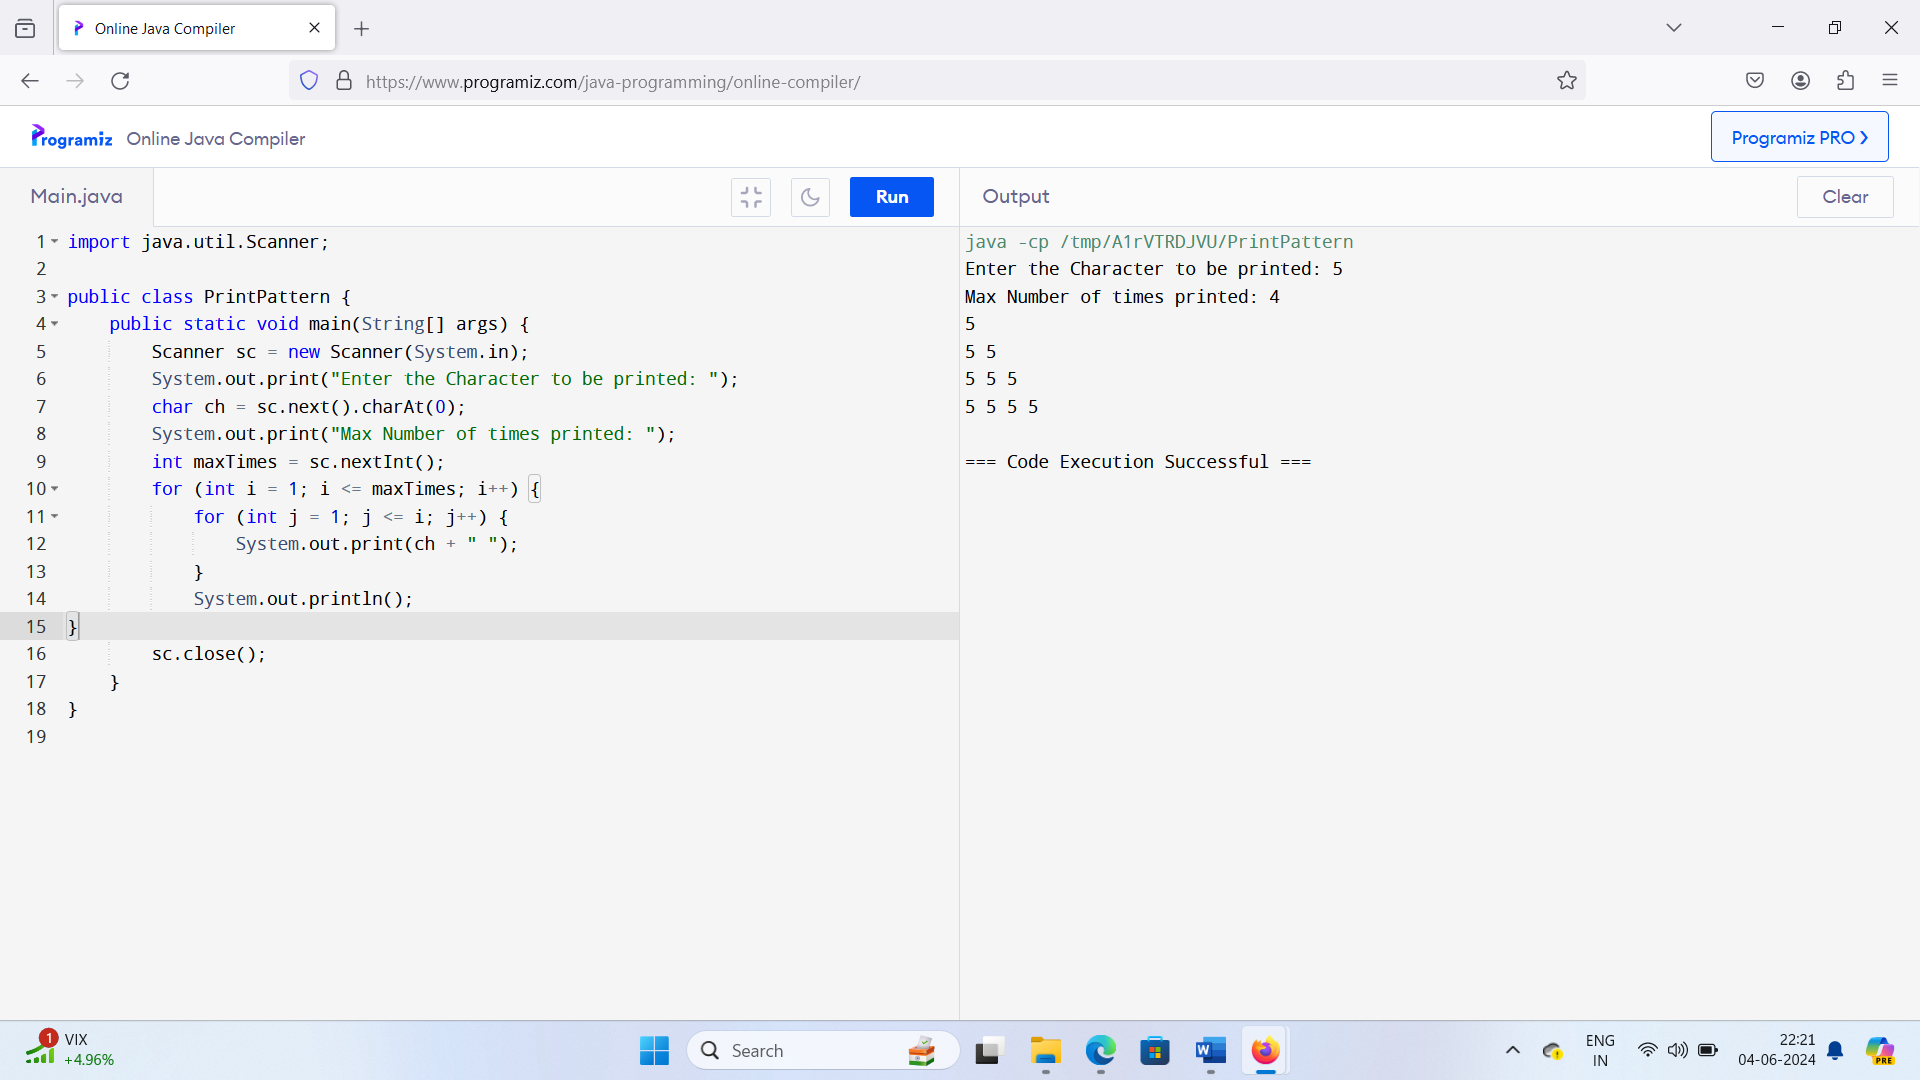 Online Java Compiler
https://www.programiz.com/java-programming/online-compiler/
Programiz Online Java Compiler
Programiz PRO
Main.java
Run
Output
Clear
1 import java.util.Scanner;
2
3 public class PrintPattern {
4     public static void main(String[] args) {
5         Scanner sc = new Scanner(System.in);
6         System.out.print("Enter the Character to be printed: ");
7         char ch = sc.next().charAt(0);
8         System.out.print("Max Number of times printed: ");
9         int maxTimes = sc.nextInt();
10         for (int i = 1; i <= maxTimes; i++) {
11             for (int j = 1; j <= i; j++) {
12                 System.out.print(ch + " ");
13             }
14             System.out.println();
15 }
16         sc.close();
17     }
18 }
19
java -cp /tmp/A1rVTRDJVU/PrintPattern
Enter the Character to be printed: 5
Max Number of times printed: 4
5
5 5
5 5 5
5 5 5 5
=== Code Execution Successful ===
1
VIX
+4.96%
Search
W
PRE
ENG
IN
22:21
04-06-2024